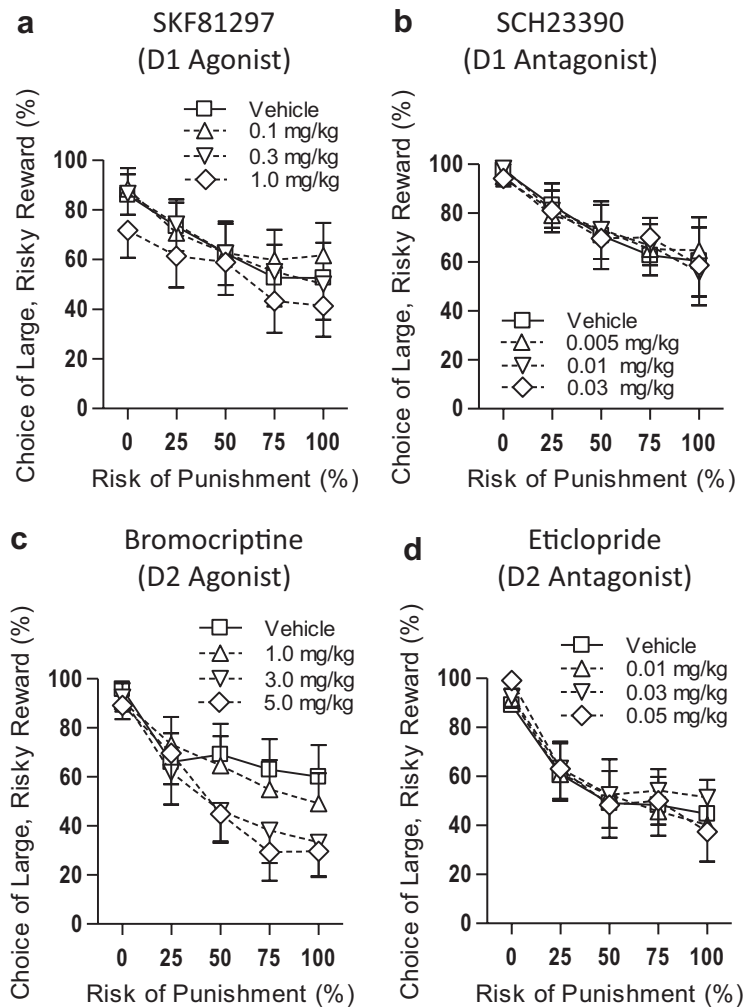 a
SKF81297
(D1 Agonist)
Vehicle
0.1 mg/kg
0.3 mg/kg
1.0 mg/kg
Choice of Large, Risky Reward (%)
100
80
60
40
20
0
0 25 50 75 100
Risk of Punishment (%)
b
SCH23390
(D1 Antagonist)
Choice of Large, Risky Reward (%)
100
80
60
40
20
0
Vehicle
0.005 mg/kg
0.01 mg/kg
0.03 mg/kg
0 25 50 75 100
Risk of Punishment (%)
c
Bromocriptine
(D2 Agonist)
Vehicle
1.0 mg/kg
3.0 mg/kg
5.0 mg/kg
Choice of Large, Risky Reward (%)
100
80
60
40
20
0
0 25 50 75 100
Risk of Punishment (%)
d
Eticlopride
(D2 Antagonist)
Vehicle
0.01 mg/kg
0.03 mg/kg
0.05 mg/kg
Choice of Large, Risky Reward (%)
100
80
60
40
20
0
0 25 50 75 100
Risk of Punishment (%)